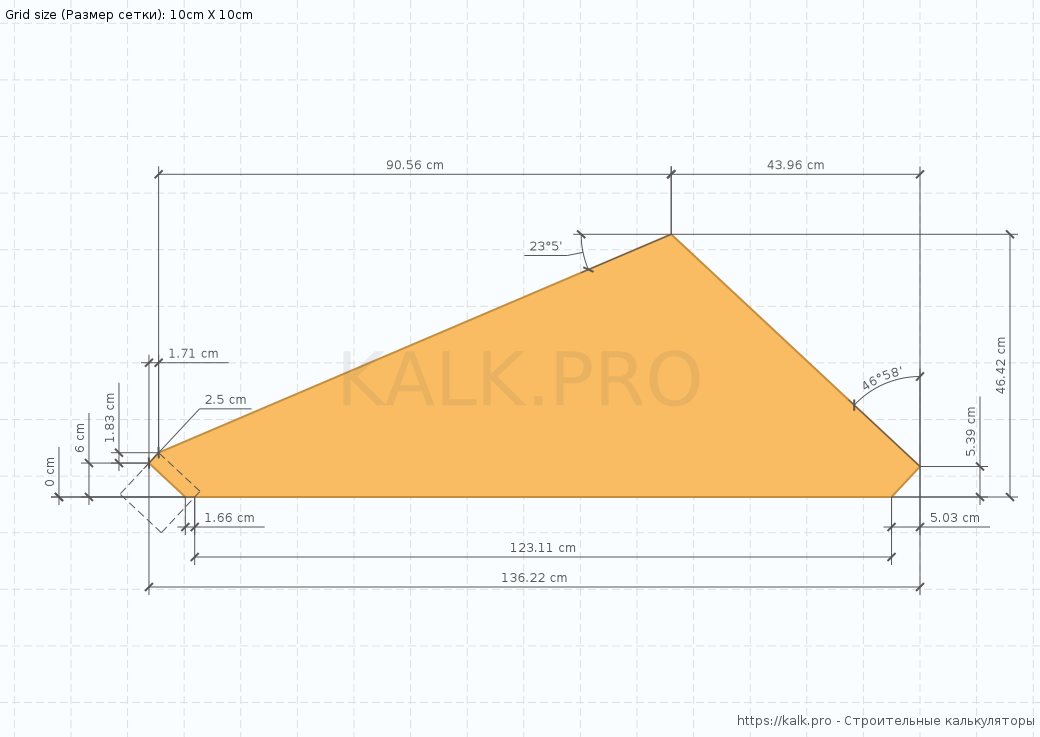 Grid size (Размер сетки): 10cm X 10cm
90.56 cm
43.96 cm
23°5'
1.71 cm
46°58'
46.42 cm
2.5 cm
1.83 cm
6 cm
0 cm
5.39 cm
KALK.PRO
1.66 cm
5.03 cm
123.11 cm
136.22 cm
https://kalk.pro - Строительные калькуляторы